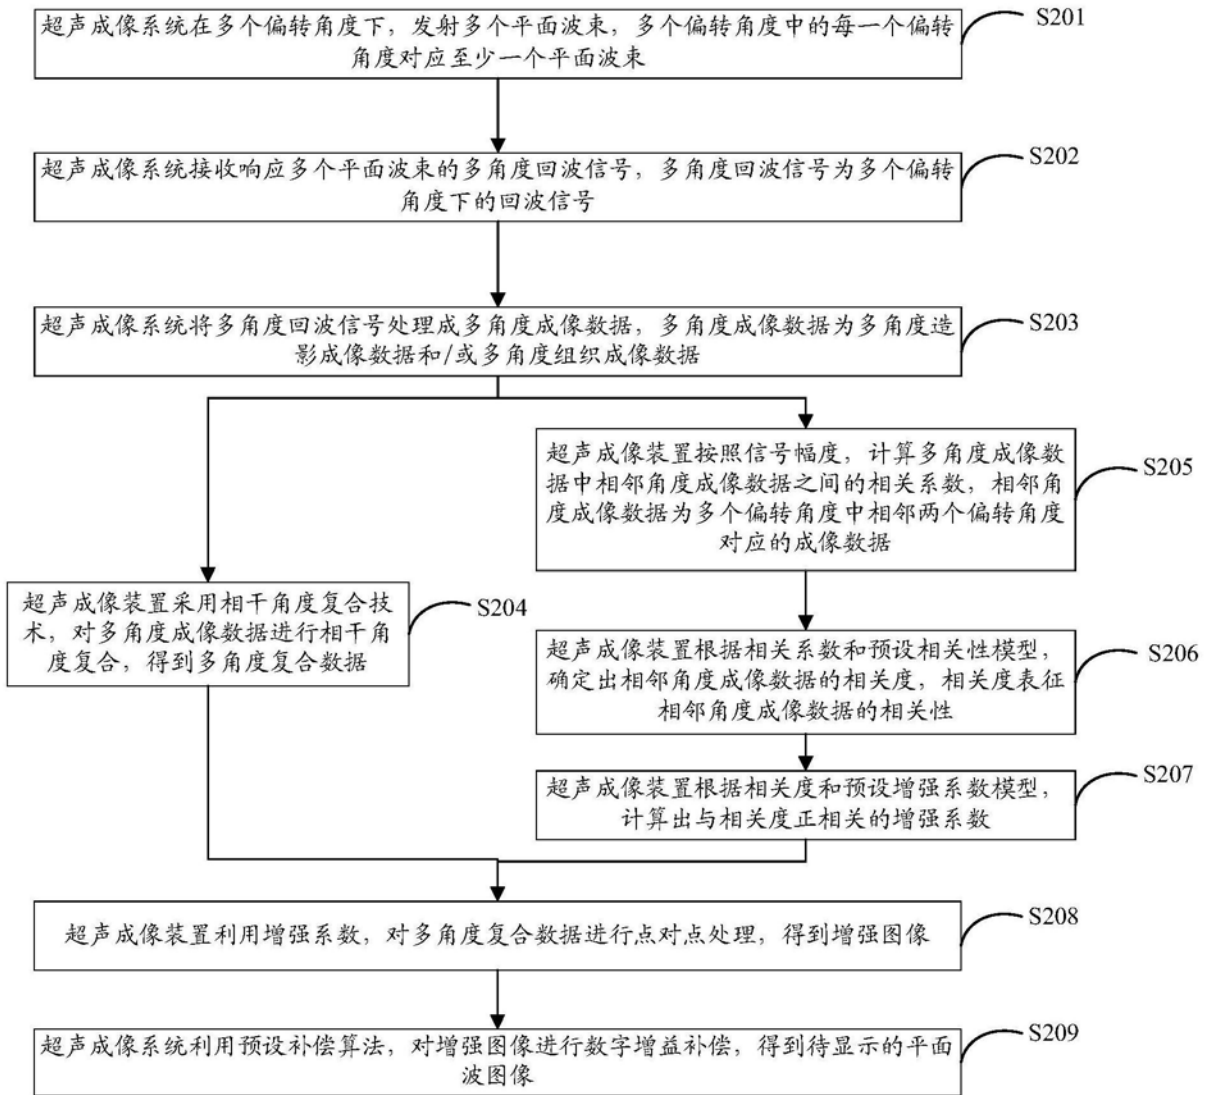 超声成像系统在多个偏转角度下，发射多个平面波束，多个偏转角度中的每一个偏转
角度对应至少一个平面波束
S201
超声成像系统接收响应多个平面波束的多角度回波信号，多角度回波信号为多个偏转
角度下的回波信号
S202
超声成像系统将多角度回波信号处理成多角度成像数据，多角度成像数据为多角度造
影成像数据和/或多角度组织成像数据
S203
超声成像装置采用相干角度复合技
术，对多角度成像数据进行相干角
度复合，得到多角度复合数据
S204
超声成像装置按照信号幅度，计算多角度成像数
据中相邻角度成像数据之间的相关系数，相邻角
度成像数据为多个偏转角度中相邻两个偏转角度
对应的成像数据
S205
超声成像装置根据相关系数和预设相关性模型，
确定出相邻角度成像数据的相关度，相关度表征
相邻角度成像数据的相关性
S206
超声成像装置根据相关度和预设增强系数模型，
计算出与相关度正相关的增强系数
S207
超声成像装置利用增强系数，对多角度复合数据进行点对点处理，得到增强图像
S208
超声成像系统利用预设补偿算法，对增强图像进行数字增益补偿，得到待显示的平面
波图像
S209